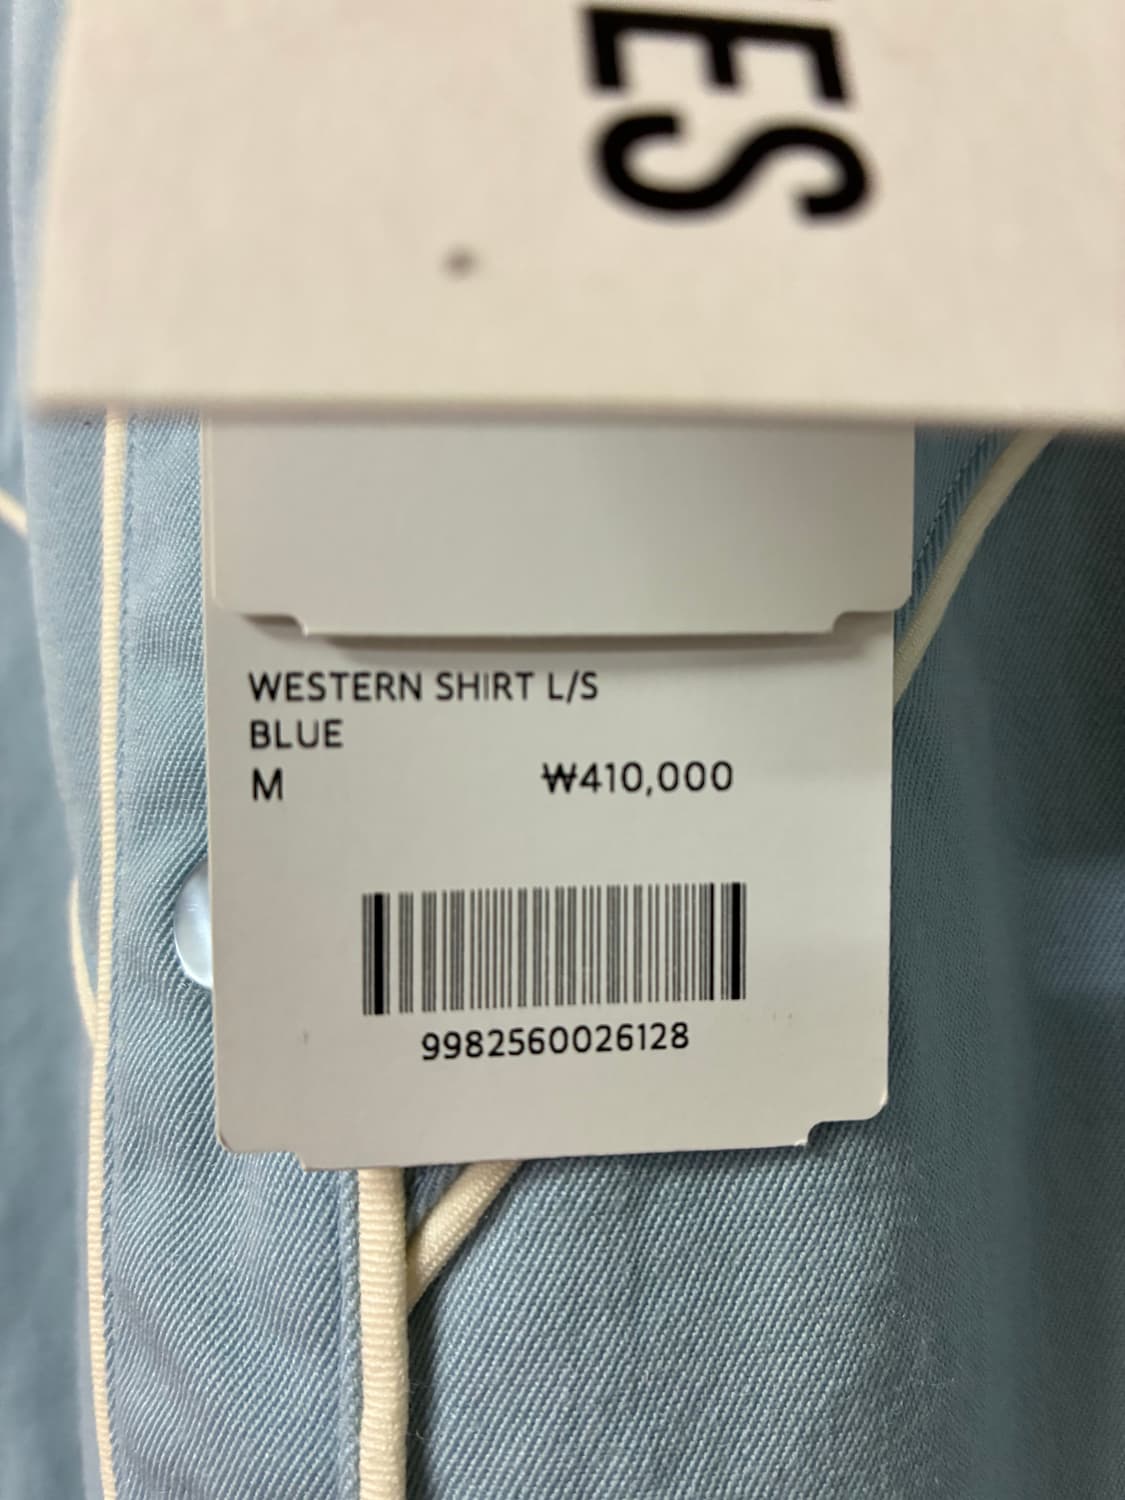 ES
WESTERN SHIRT L/S
BLUE
M ₩410,000
9982560026128